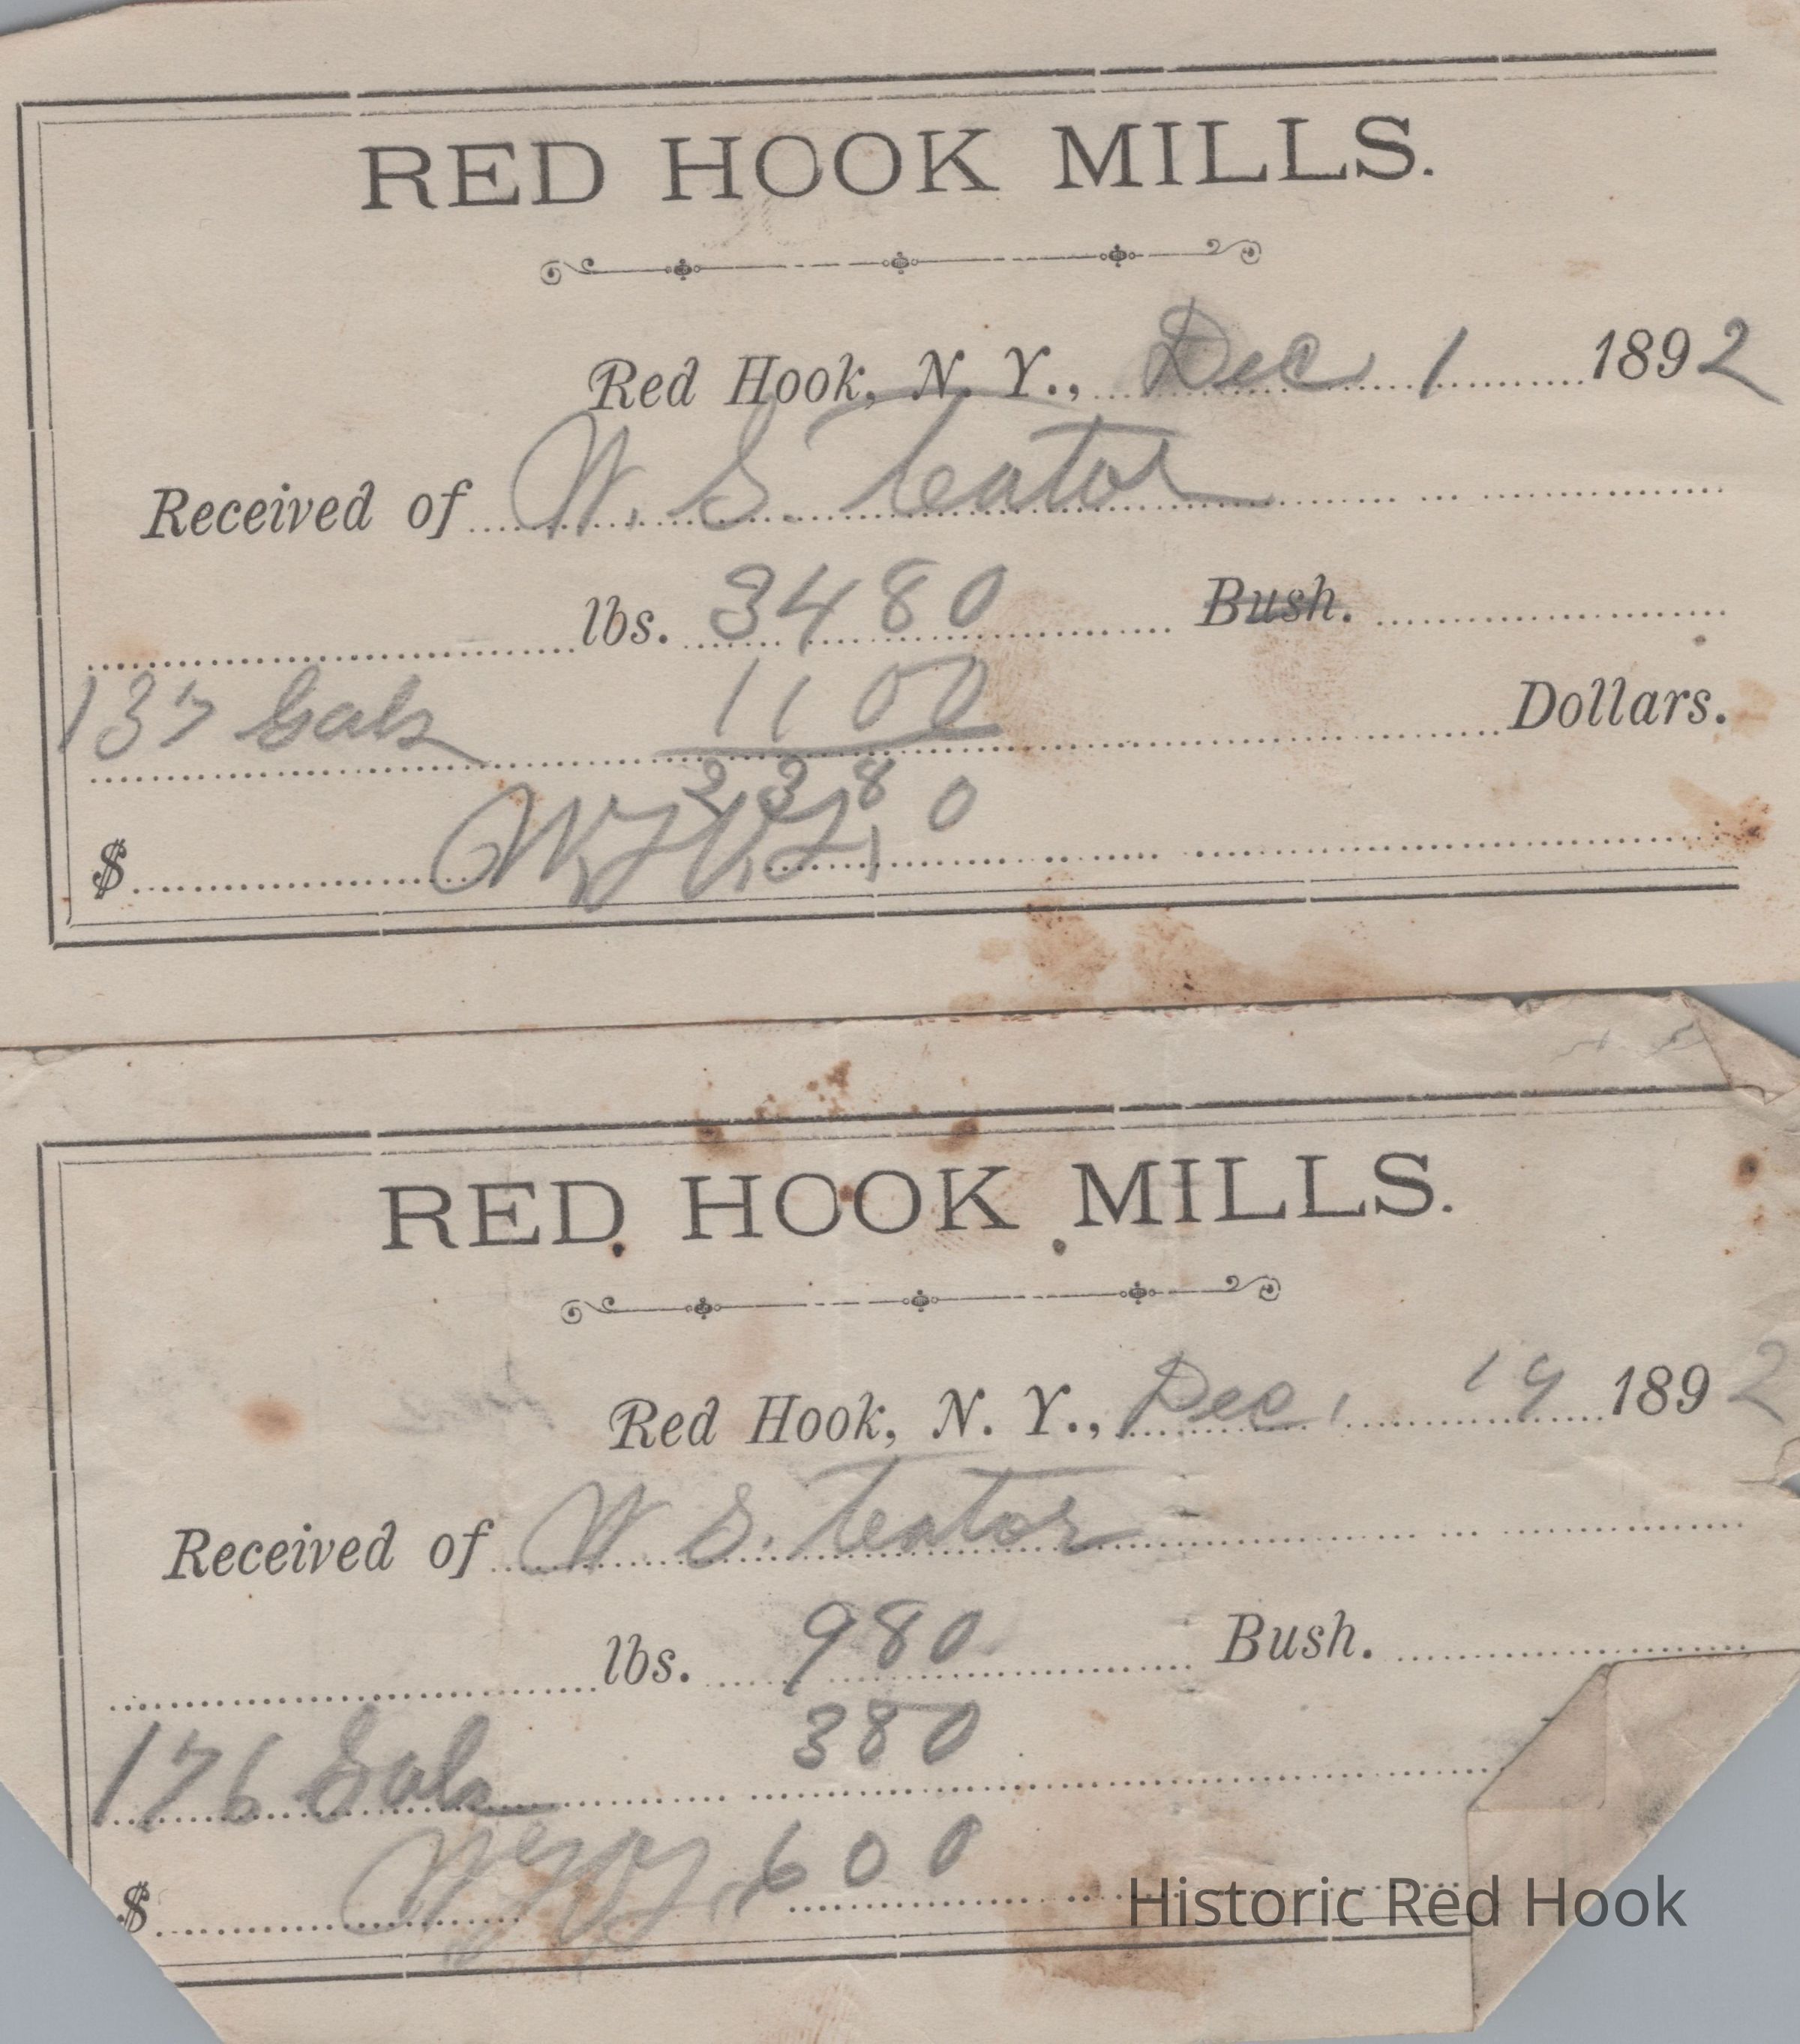 RED HOOK MILLS.
Red Hook, N. Y., Dec 1 1892
Received of W. S. Teator
lbs. 3480 Bush.
137 Gals 1100 Dollars.
2380
$
RED HOOK MILLS.
Red Hook, N. Y., Dec, 19 1892
Received of W. S. Teator
lbs. 980 Bush.
176 Gals 380
600
$
Historic Red Hook